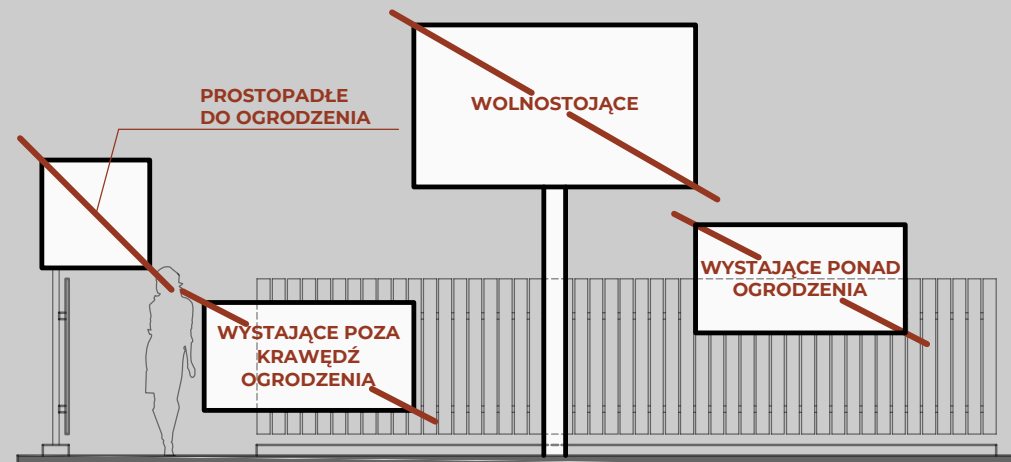 PROSTOPADŁE
DO OGRODZENIA
WOLNOSTOJĄCE
WYSTAJĄCE PONAD
OGRODZENIA
WYSTAJĄCE POZA
KRAWĘDŹ
OGRODZENIA